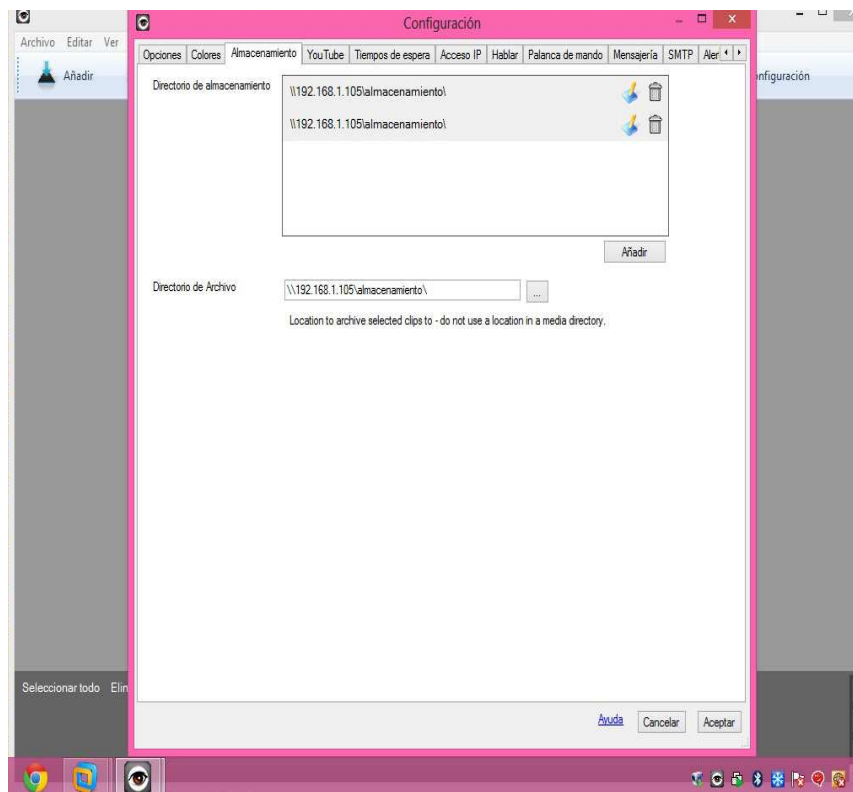 Configuración
Archivo Editar Ver
Añadir
Opciones Colores Almacenamiento YouTube Tiempos de espera Acceso IP Hablar Palanca de mando Mensajería SMTP Aler
nfiguración
Directorio de almacenamiento
\\192.168.1.105\almacenamiento\
\\192.168.1.105\almacenamiento\
Añadir
Directorio de Archivo
\\192.168.1.105\almacenamiento\
...
Location to archive selected clips to - do not use a location in a media directory.
Seleccionar todo Elin
Ayuda Cancelar Aceptar